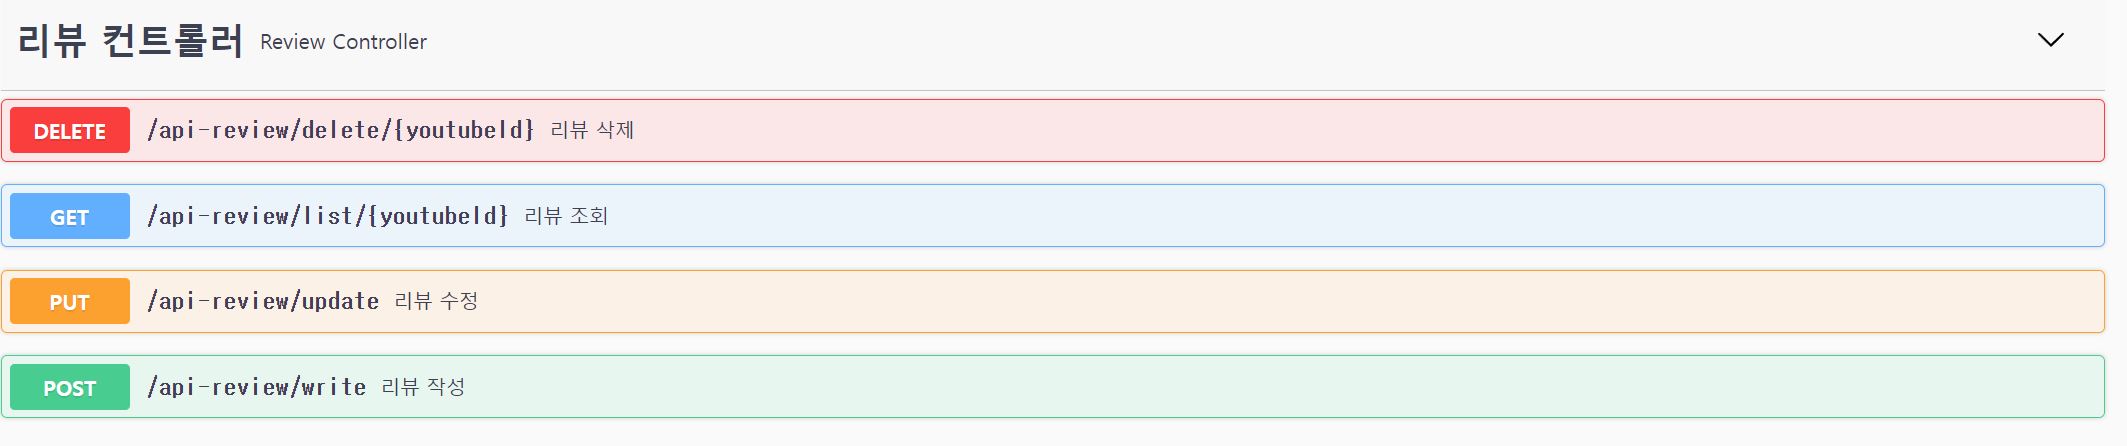 리뷰 컨트롤러 Review Controller
DELETE /api-review/delete/{youtubeId} 리뷰 삭제
GET /api-review/list/{youtubeId} 리뷰 조회
PUT /api-review/update 리뷰 수정
POST /api-review/write 리뷰 작성